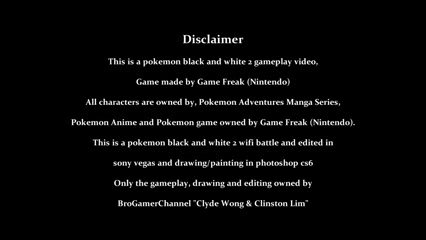 Disclaimer
This is a pokemon black and white 2 gameplay video,
Game made by Game Freak (Nintendo)
All characters are owned by, Pokemon Adventures Manga Series,
Pokemon Anime and Pokemon game owned by Game Freak (Nintendo).
This is a pokemon black and white 2 wifi battle and edited in
sony vegas and drawing/painting in photoshop cs6
Only the gameplay, drawing and editing owned by
BroGamerChannel "Clyde Wong & Clinston Lim"